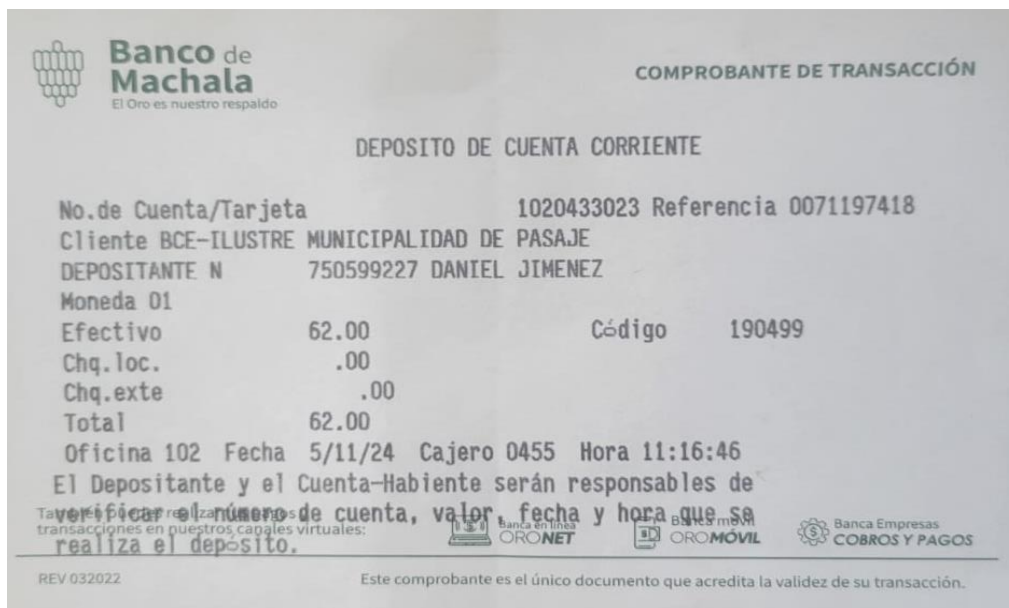 Banco de
Machala
El Oro es nuestro respaldo
COMPROBANTE DE TRANSACCIÓN
DEPOSITO DE CUENTA CORRIENTE
No.de Cuenta/Tarjeta 1020433023 Referencia 0071197418
Cliente BCE-ILUSTRE MUNICIPALIDAD DE PASAJE
DEPOSITANTE N 750599227 DANIEL JIMENEZ
Moneda 01
Efectivo 62.00 Código 190499
Chq.loc. .00
Chq.exte .00
Total 62.00
Oficina 102 Fecha 5/11/24 Cajero 0455 Hora 11:16:46
El Depositante y el Cuenta-Habiente serán responsables de
verificar el número de cuenta, valor, fecha y hora que se
realiza el depósito.
transacciones en nuestros canales virtuales:
Banca en línea
ORONET
Banca móvil
OROMÓVIL
Banca Empresas
COBROS Y PAGOS
REV 032022
Este comprobante es el único documento que acredita la validez de su transacción.